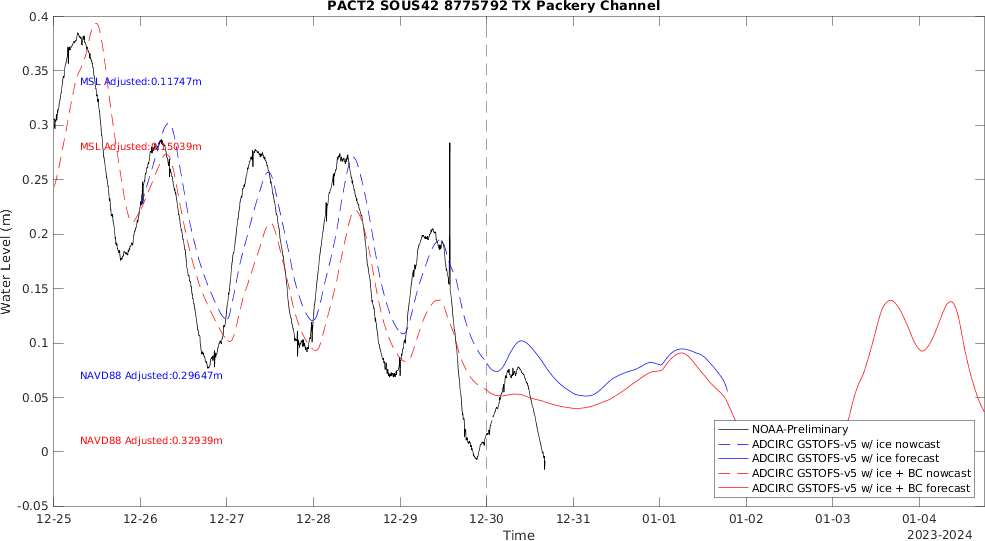 PACT2 SOUS42 8775792 TX Packery Channel
0.4
0.35
0.3
0.25
0.2
0.15
0.1
0.05
0
-0.05
Water Level (m)
MSL Adjusted:0.11747m
MSL Adjusted:0.15039m
NAVD88 Adjusted:0.29647m
NAVD88 Adjusted:0.32939m
NOAA-Preliminary
ADCIRC GSTOFS-v5 w/ ice nowcast
ADCIRC GSTOFS-v5 w/ ice forecast
ADCIRC GSTOFS-v5 w/ ice + BC nowcast
ADCIRC GSTOFS-v5 w/ ice + BC forecast
12-25 12-26 12-27 12-28 12-29 12-30 12-31 01-01 01-02 01-03 01-04
Time
2023-2024